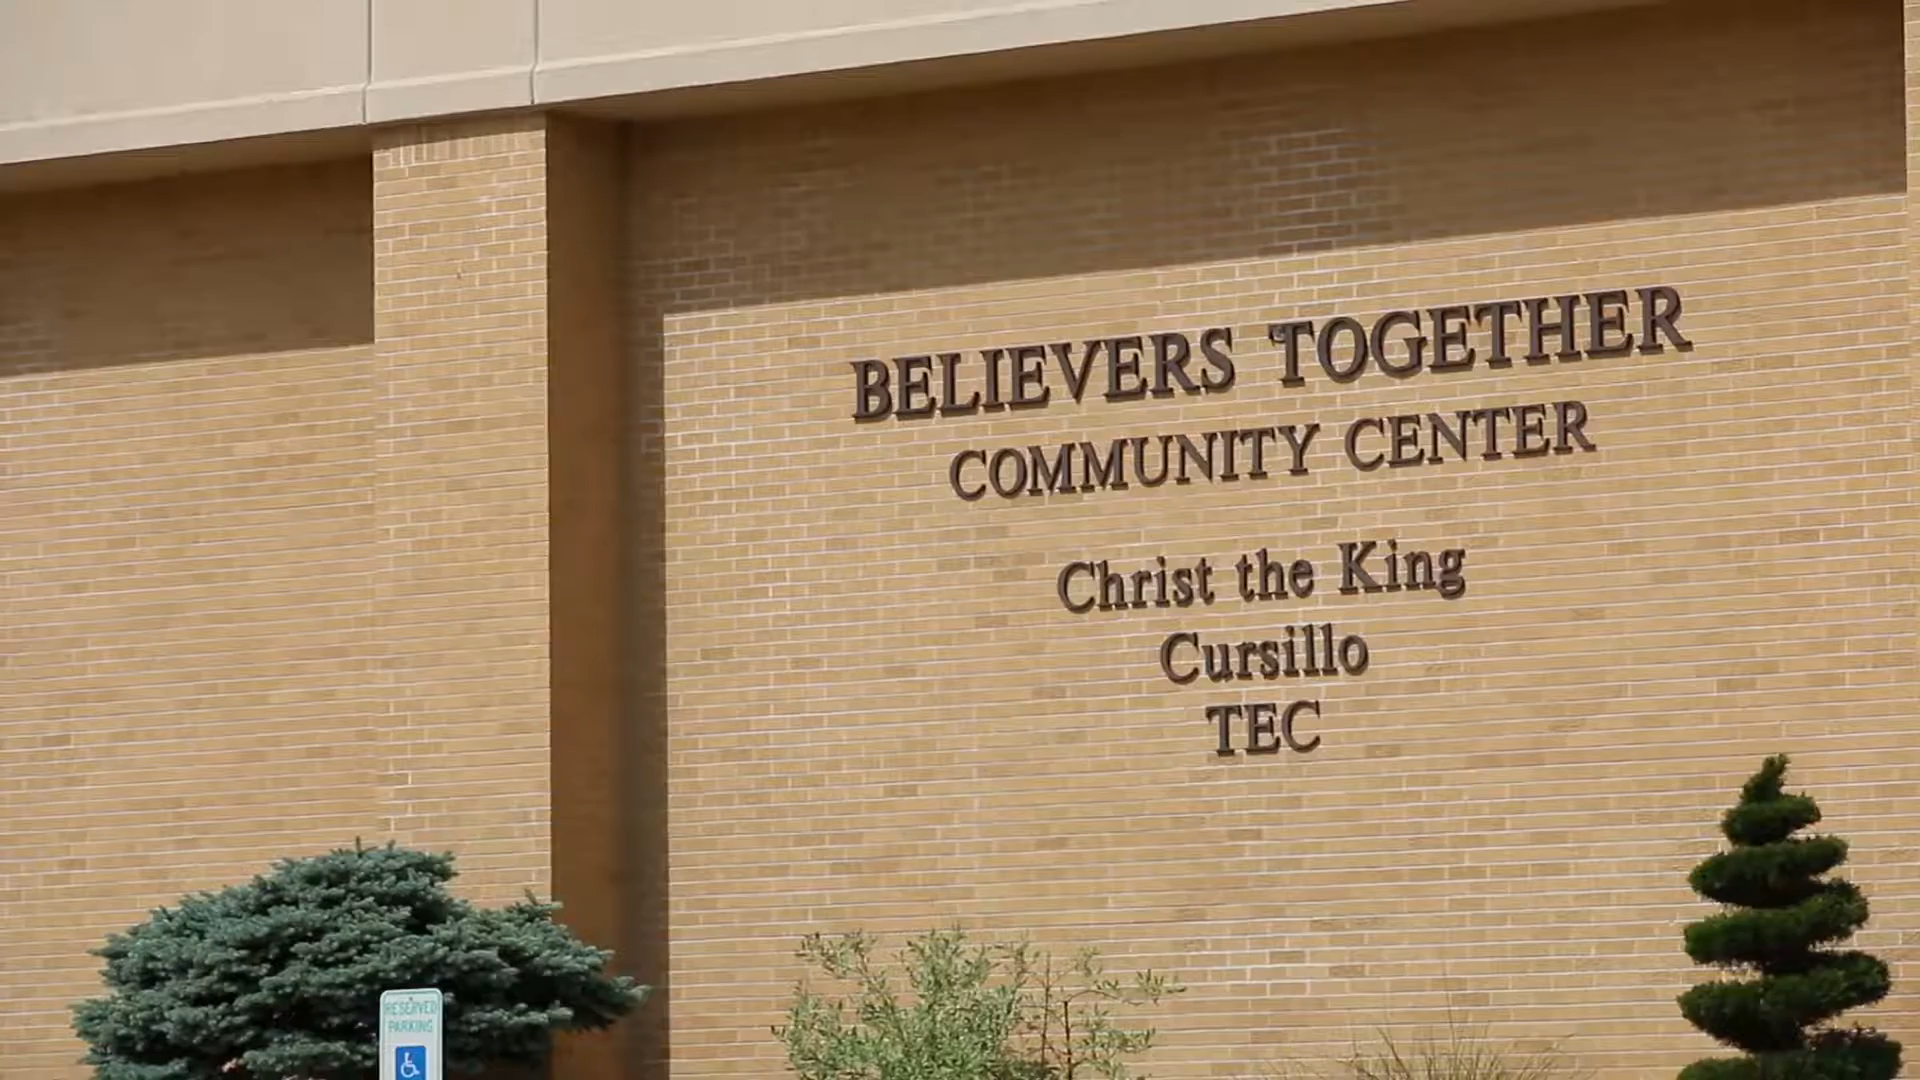 BELIEVERS TOGETHER
COMMUNITY CENTER
Christ the King
Cursillo
TEC
RESERVED
PARKING